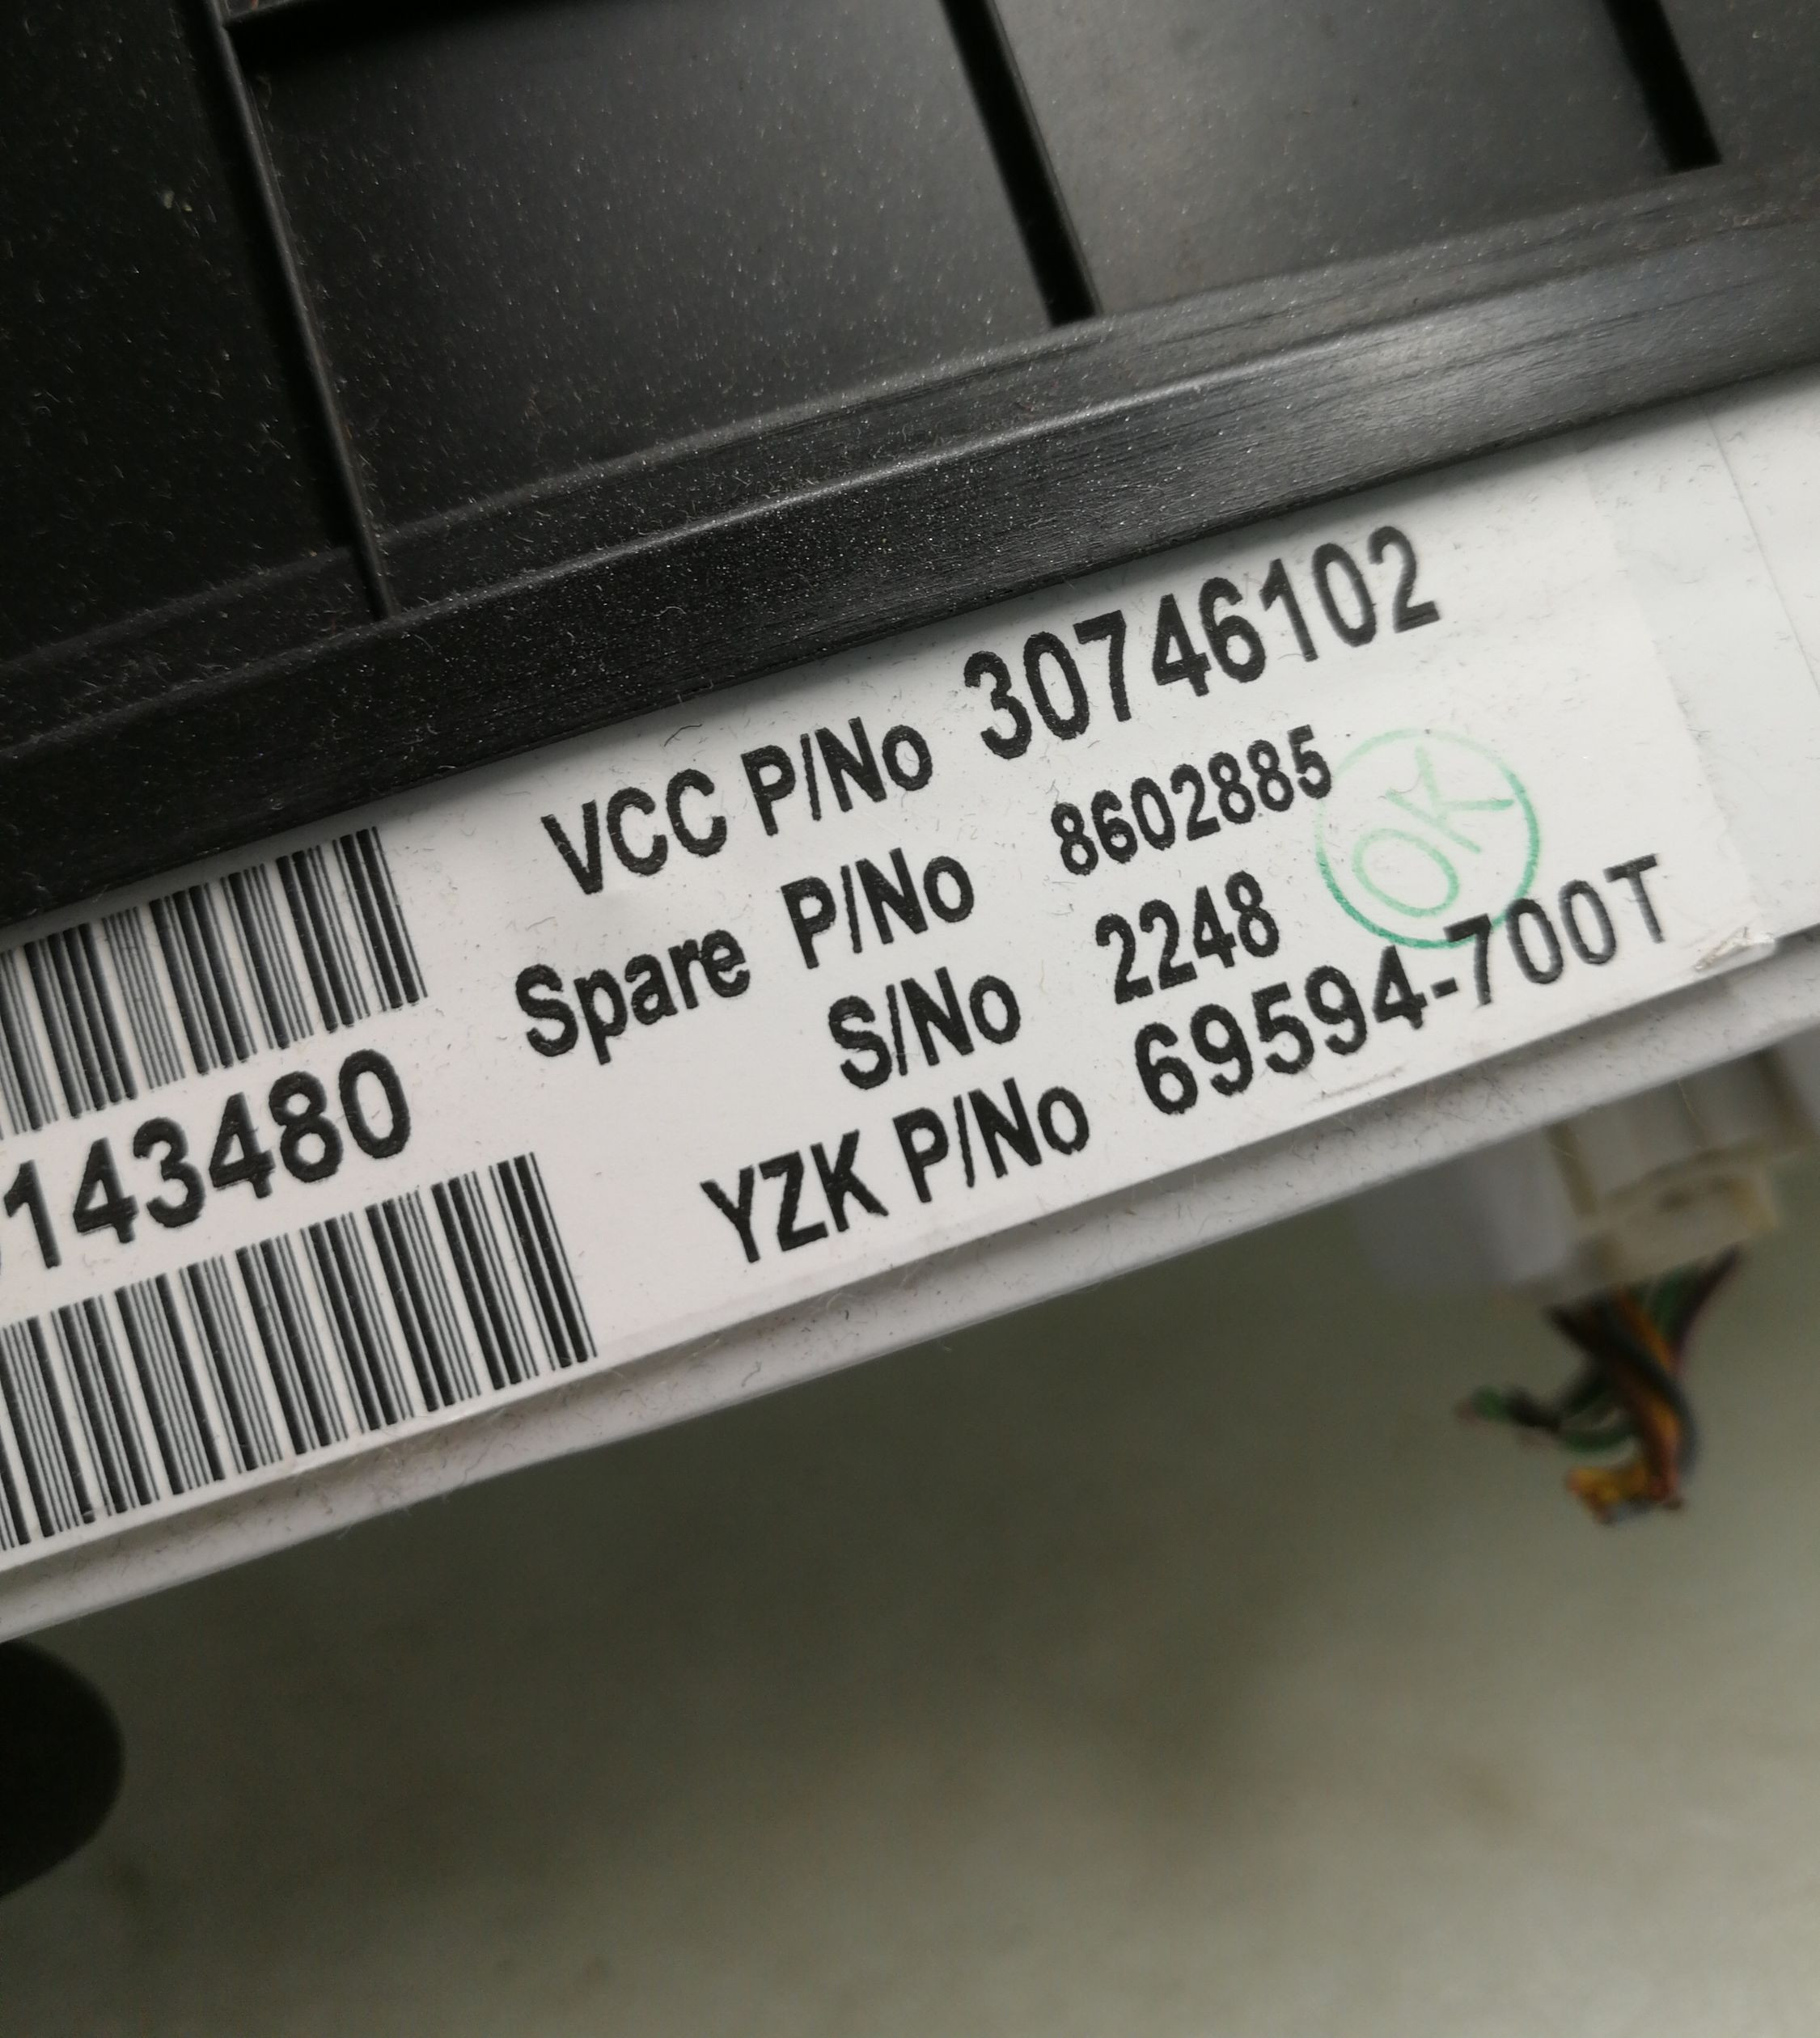 VCC P/No 30746102
Spare P/No 8602885
OK
S/No 2248
YZK P/No 69594-700T
143480